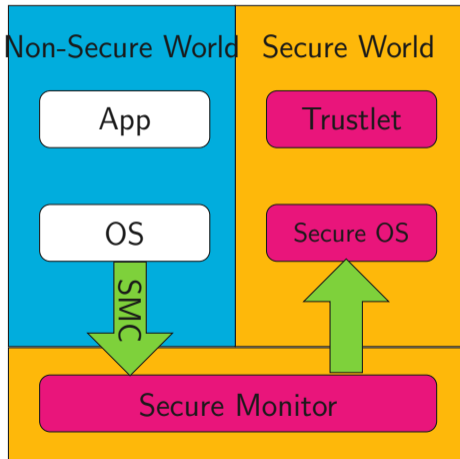 Non-Secure World
Secure World
App
Trustlet
OS
Secure OS
SMC
Secure Monitor